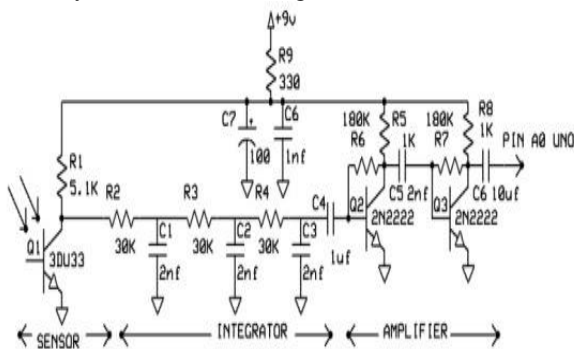 +9v
R9
330
C7
+
100
C6
1nf
180K
R6
R5
1K
180K
R7
R8
1K
PIN A0 UNO
R1
5.1K
R2
30K
R3
30K
R4
30K
C4
1uf
C1
2nf
C2
2nf
C3
2nf
Q1
3DU33
Q2
2N2222
C5 2nf
Q3
2N2222
C6 10uf
SENSOR
INTEGRATOR
AMPLIFIER